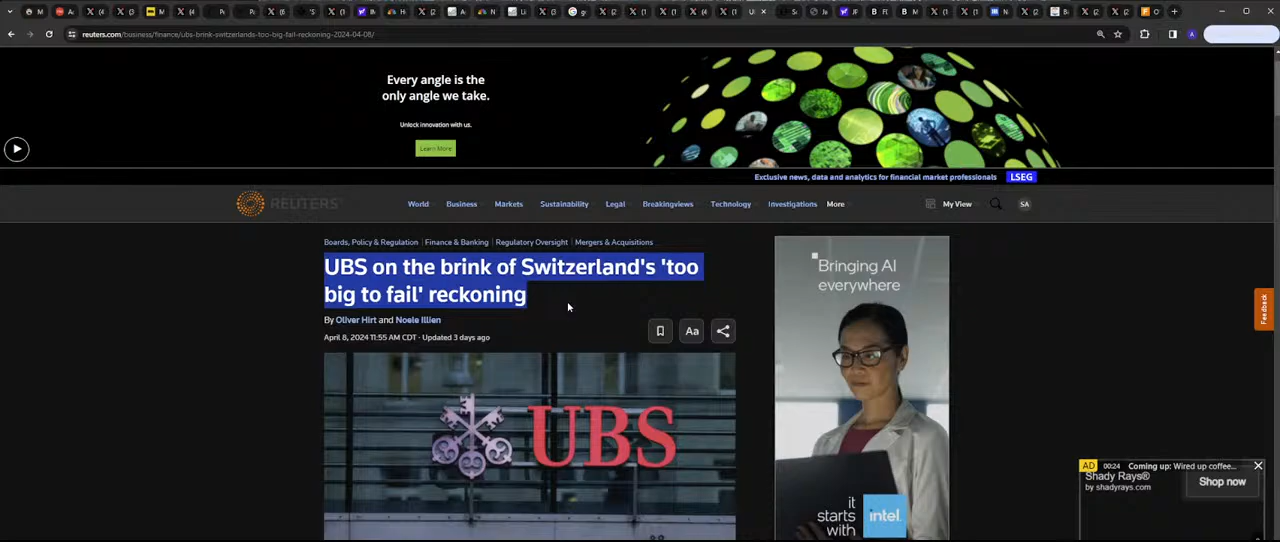 reuters.com/business/finance/ubs-brink-switzerlands-too-big-fail-reckoning-2024-04-08/
Every angle is the
only angle we take.
Unlock innovation with us.
Learn More
Exclusive news, data and analytics for financial market professionals LSEG
REUTERS
World Business Markets Sustainability Legal Breakingviews Technology Investigations More
My View SA
Boards, Policy & Regulation | Finance & Banking | Regulatory Oversight | Mergers & Acquisitions
UBS on the brink of Switzerland's 'too
big to fail' reckoning
By Oliver Hirt and Noele Illien
April 8, 2024 11:55 AM CDT · Updated 3 days ago
Aa
UBS
Bringing AI
everywhere
it
starts
with
intel.
Feedback
AD 00:24 Coming up: Wired up coffee...
Shady Rays®
by shadyrays.com
Shop now